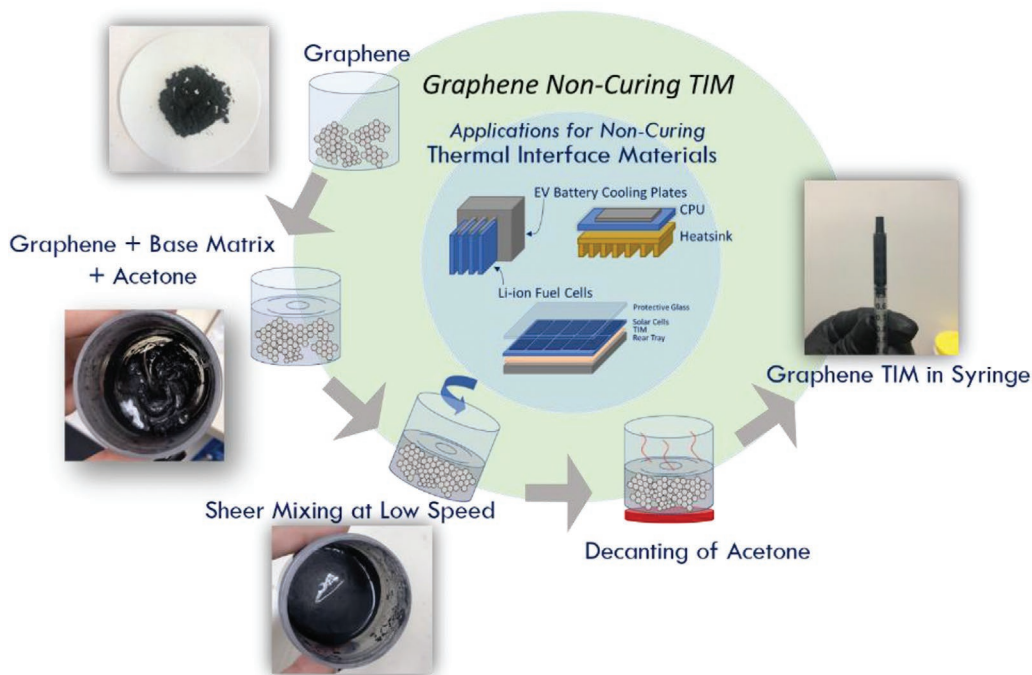 Graphene
Graphene Non-Curing TIM
Applications for Non-Curing
Thermal Interface Materials
EV Battery Cooling Plates
CPU
Heatsink
Li-ion Fuel Cells
Protective Glass
Solar Cells
TIM
Rear Tray
Graphene + Base Matrix
+ Acetone
Sheer Mixing at Low Speed
Decanting of Acetone
Graphene TIM in Syringe